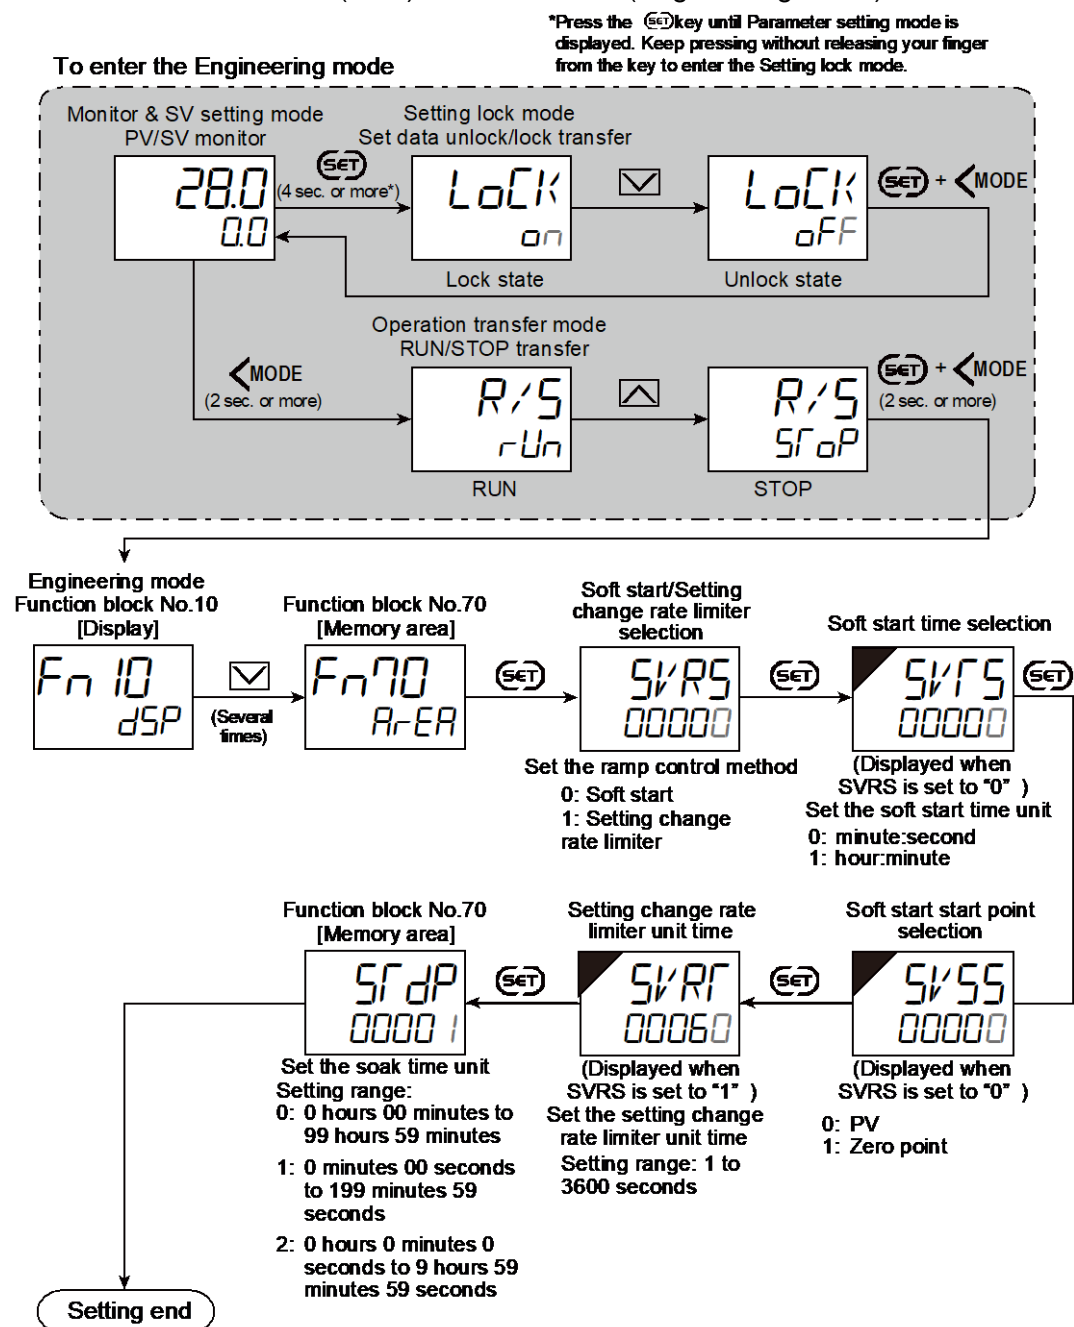 *Press the SET key until Parameter setting mode is
displayed. Keep pressing without releasing your finger
from the key to enter the Setting lock mode.
To enter the Engineering mode
Monitor & SV setting mode
PV/SV monitor
28.0
0.0
SET
(4 sec. or more*)
Setting lock mode
Set data unlock/lock transfer
LoCK
on
Lock state
LoCK
oFF
Unlock state
SET + <MODE
<MODE
(2 sec. or more)
Operation transfer mode
RUN/STOP transfer
R/S
rUn
RUN
R/S
SToP
STOP
SET + <MODE
(2 sec. or more)
Engineering mode
Function block No.10
[Display]
Fn 10
dSP
(Several
times)
Function block No.70
[Memory area]
Fn70
ArEA
SET
Soft start/Setting
change rate limiter
selection
SVRS
00000
Set the ramp control method
0: Soft start
1: Setting change
rate limiter
SET
Soft start time selection
SVTS
00000
(Displayed when
SVRS is set to "0" )
Set the soft start time unit
0: minute:second
1: hour:minute
SET
Soft start start point
selection
SVSS
00000
(Displayed when
SVRS is set to "0" )
0: PV
1: Zero point
SET
Setting change rate
limiter unit time
SVRT
00060
(Displayed when
SVRS is set to "1" )
Set the setting change
rate limiter unit time
Setting range: 1 to
3600 seconds
SET
Function block No.70
[Memory area]
STdP
00001
Set the soak time unit
Setting range:
0: 0 hours 00 minutes to
99 hours 59 minutes
1: 0 minutes 00 seconds
to 199 minutes 59
seconds
2: 0 hours 0 minutes 0
seconds to 9 hours 59
minutes 59 seconds
Setting end